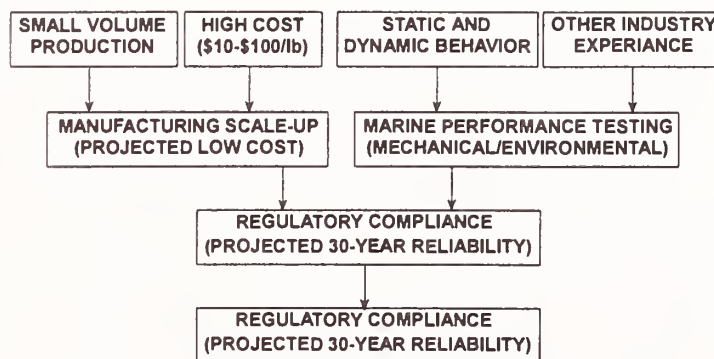 SMALL VOLUME
PRODUCTION
HIGH COST
($10-$100/lb)
STATIC AND
DYNAMIC BEHAVIOR
OTHER INDUSTRY
EXPERIANCE
MANUFACTURING SCALE-UP
(PROJECTED LOW COST)
MARINE PERFORMANCE TESTING
(MECHANICAL/ENVIRONMENTAL)
REGULATORY COMPLIANCE
(PROJECTED 30-YEAR RELIABILITY)
REGULATORY COMPLIANCE
(PROJECTED 30-YEAR RELIABILITY)